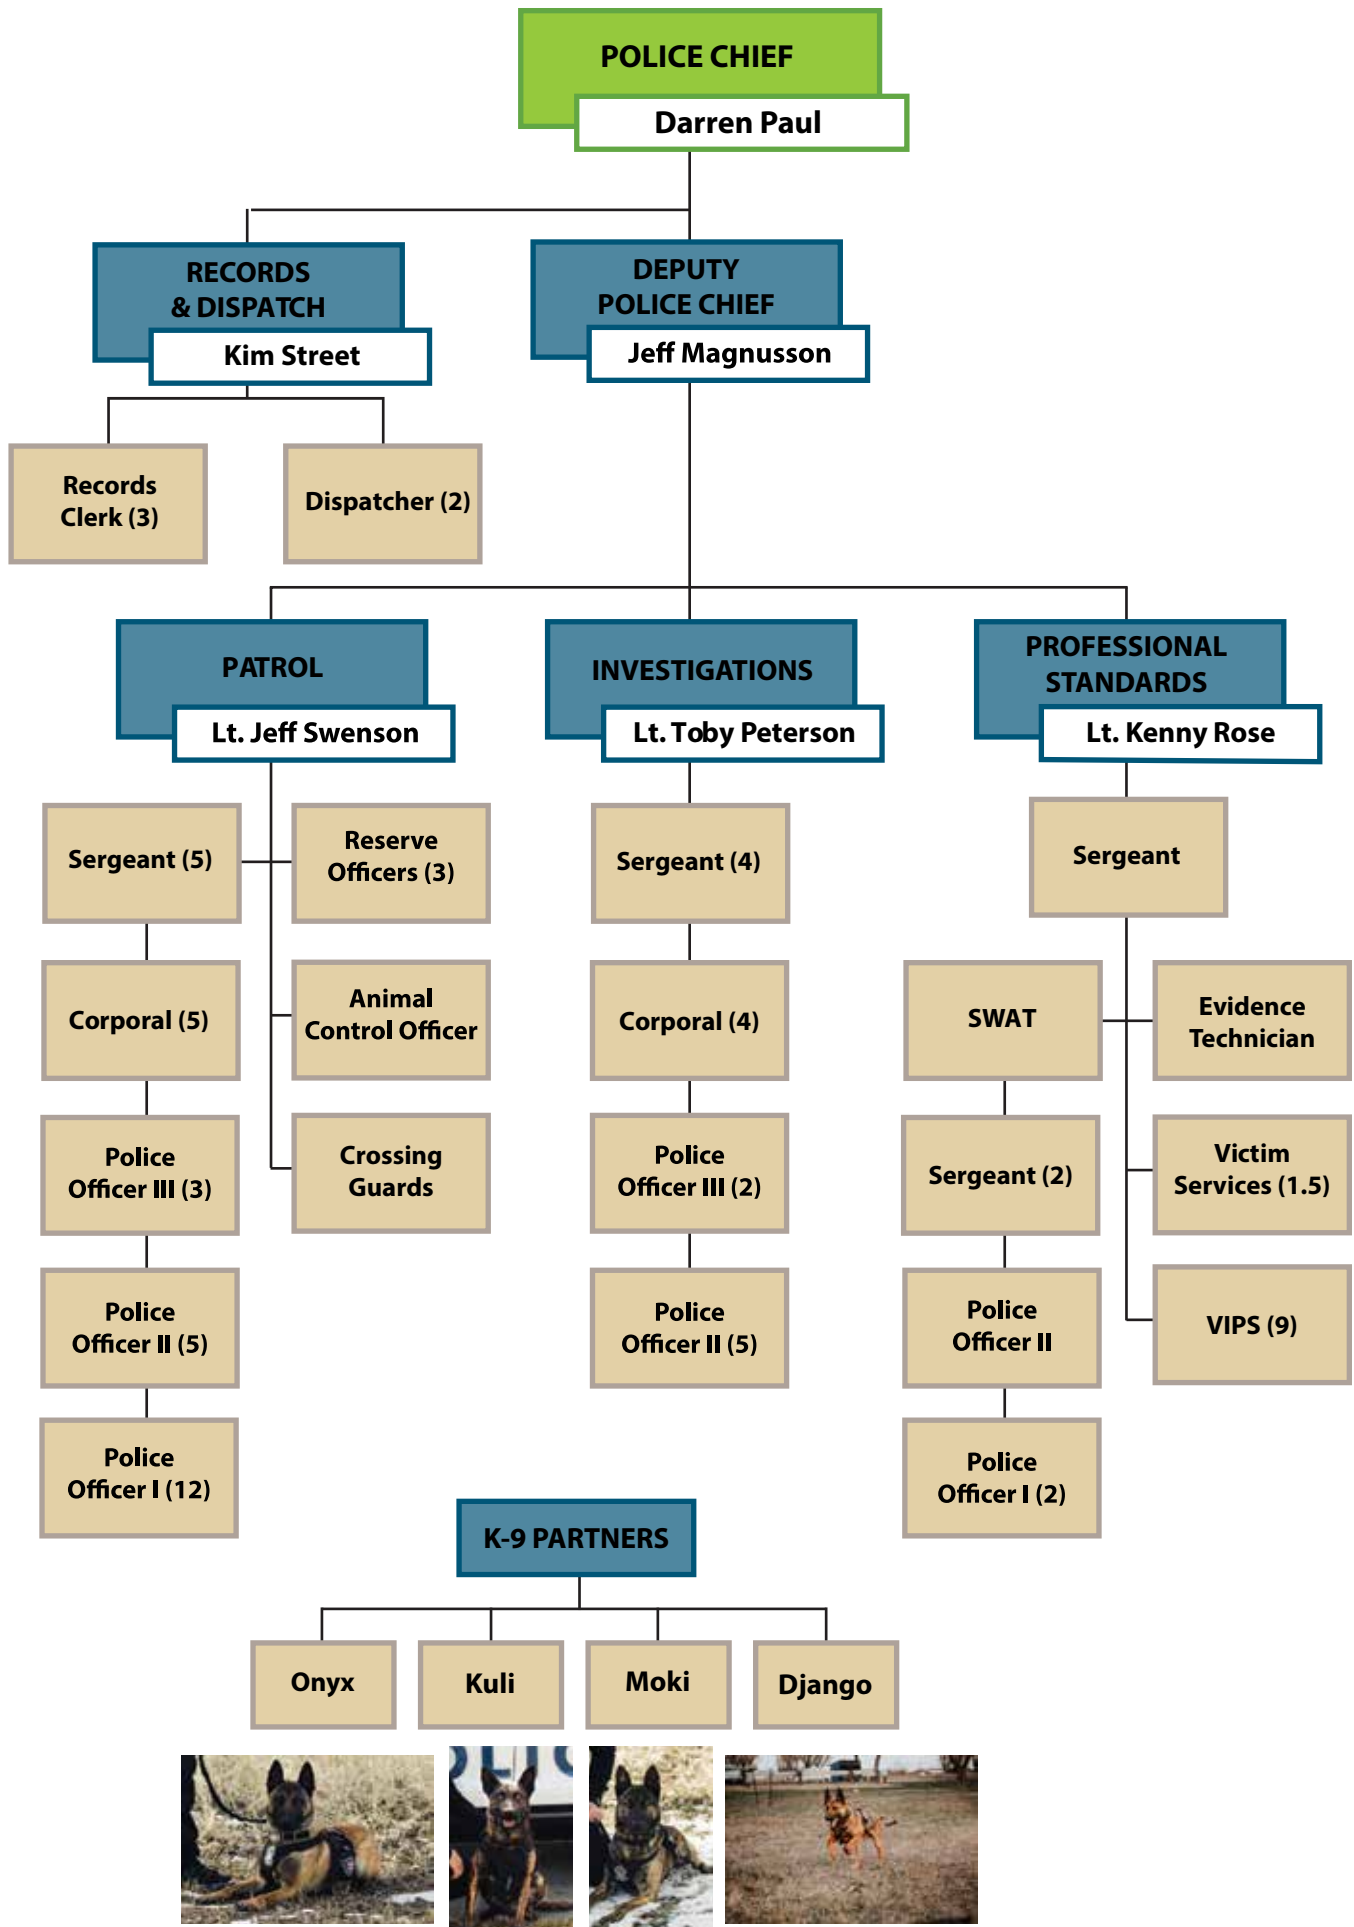 POLICE CHIEF
Darren Paul
RECORDS
& DISPATCH
Kim Street
DEPUTY
POLICE CHIEF
Jeff Magnusson
Records
Clerk (3)
Dispatcher (2)
PATROL
Lt. Jeff Swenson
INVESTIGATIONS
Lt. Toby Peterson
PROFESSIONAL
STANDARDS
Lt. Kenny Rose
Sergeant (5)
Reserve
Officers (3)
Sergeant (4)
Sergeant
Corporal (5)
Animal
Control Officer
Corporal (4)
SWAT
Evidence
Technician
Police
Officer III (3)
Crossing
Guards
Police
Officer III (2)
Sergeant (2)
Victim
Services (1.5)
Police
Officer II (5)
Police
Officer II (5)
Police
Officer II
VIPS (9)
Police
Officer I (12)
Police
Officer I (2)
K-9 PARTNERS
Onyx
Kuli
Moki
Django
OLIC